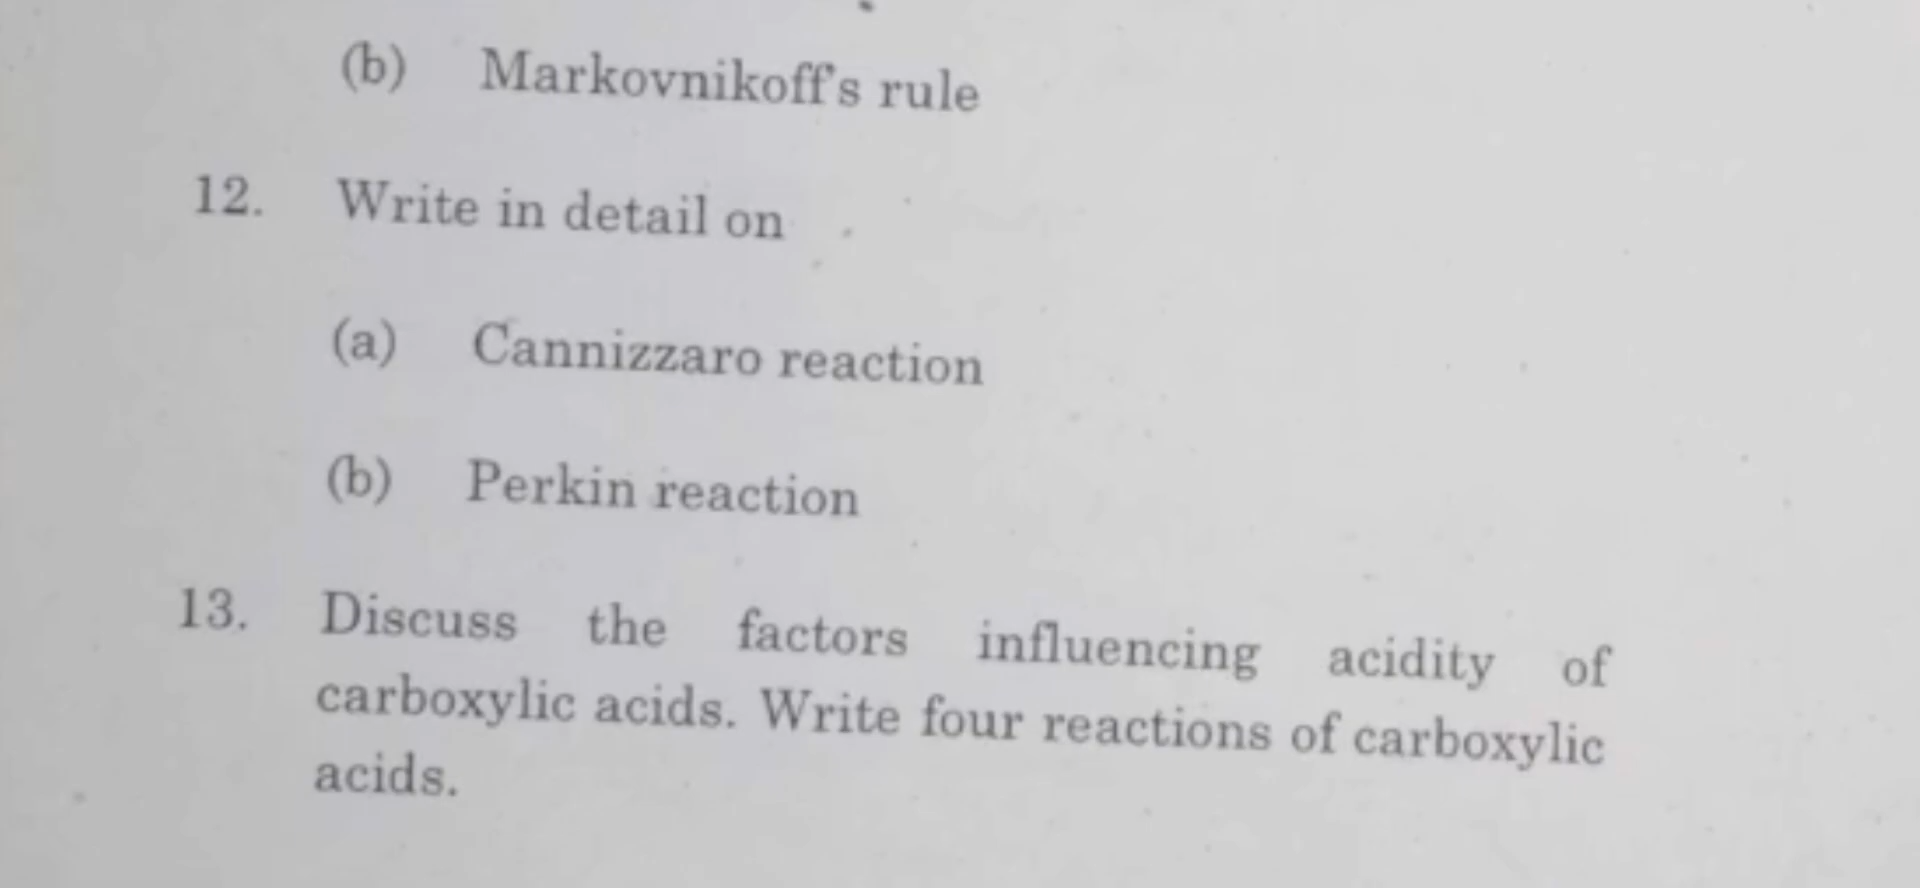 (b) Markovnikoff's rule
12. Write in detail on
(a) Cannizzaro reaction
(b) Perkin reaction
13. Discuss the factors influencing acidity of
carboxylic acids. Write four reactions of carboxylic
acids.